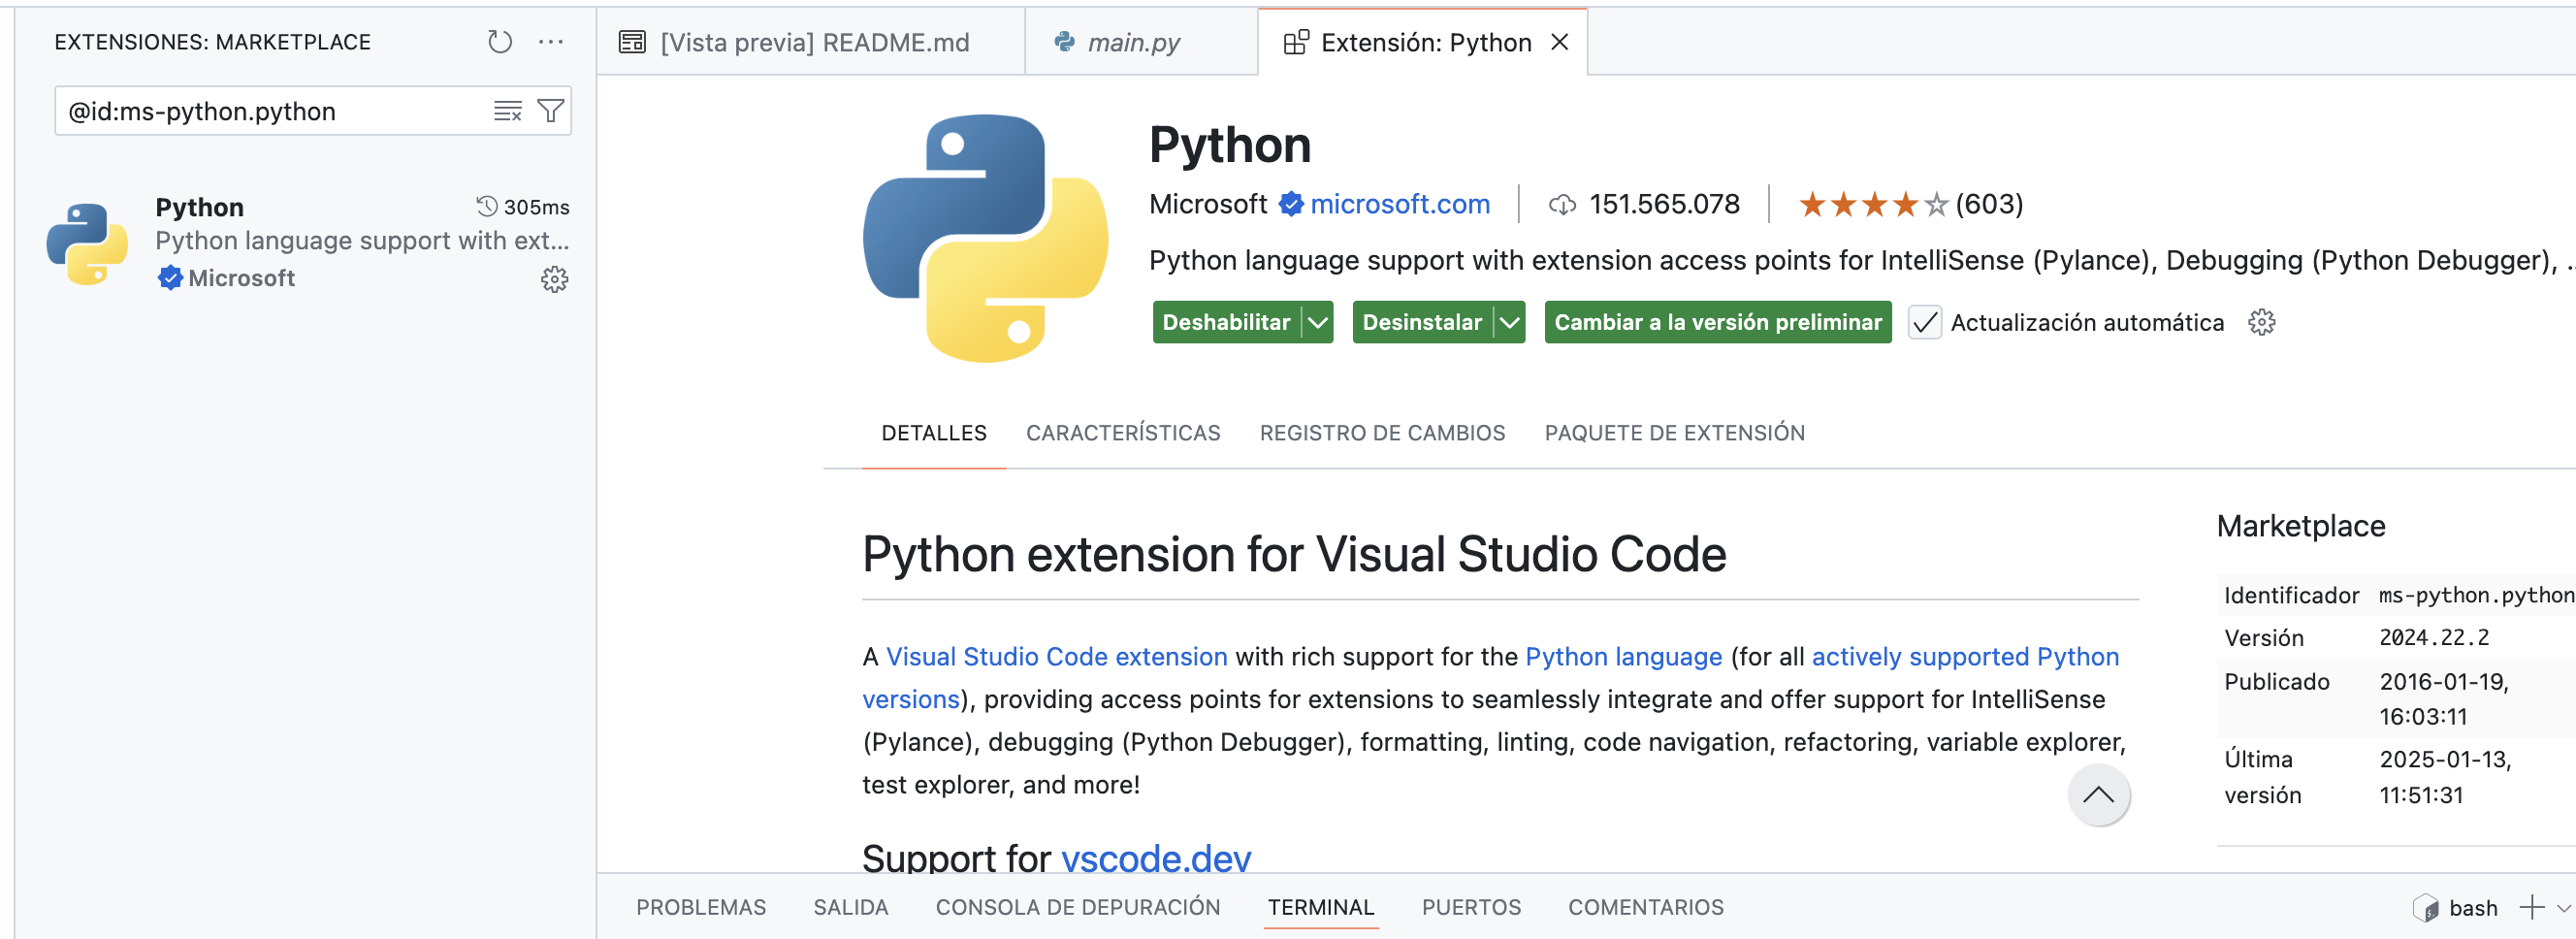 EXTENSIONES: MARKETPLACE
@id:ms-python.python
Python
305ms
Python language support with ext...
Microsoft
[Vista previa] README.md
main.py
Extensión: Python
Python
Microsoft microsoft.com 151.565.078 (603)
Python language support with extension access points for IntelliSense (Pylance), Debugging (Python Debugger), ...
Deshabilitar Desinstalar Cambiar a la versión preliminar Actualización automática
DETALLES CARACTERÍSTICAS REGISTRO DE CAMBIOS PAQUETE DE EXTENSIÓN
Python extension for Visual Studio Code
A Visual Studio Code extension with rich support for the Python language (for all actively supported Python
versions), providing access points for extensions to seamlessly integrate and offer support for IntelliSense
(Pylance), debugging (Python Debugger), formatting, linting, code navigation, refactoring, variable explorer,
test explorer, and more!
Support for vscode.dev
Marketplace
Identificador ms-python.python
Versión 2024.22.2
Publicado 2016-01-19,
16:03:11
Última 2025-01-13,
versión 11:51:31
PROBLEMAS SALIDA CONSOLA DE DEPURACIÓN TERMINAL PUERTOS COMENTARIOS
bash